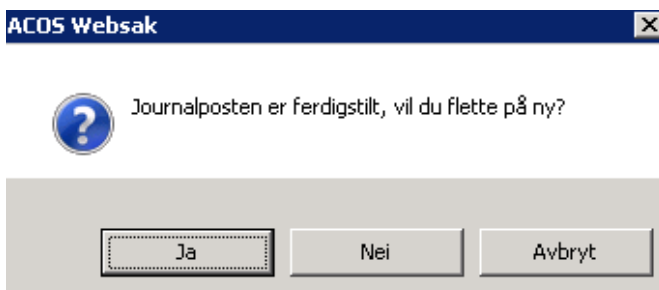 ACOS Websak
Journalposten er ferdigstilt, vil du flette på ny?
Ja
Nei
Avbryt